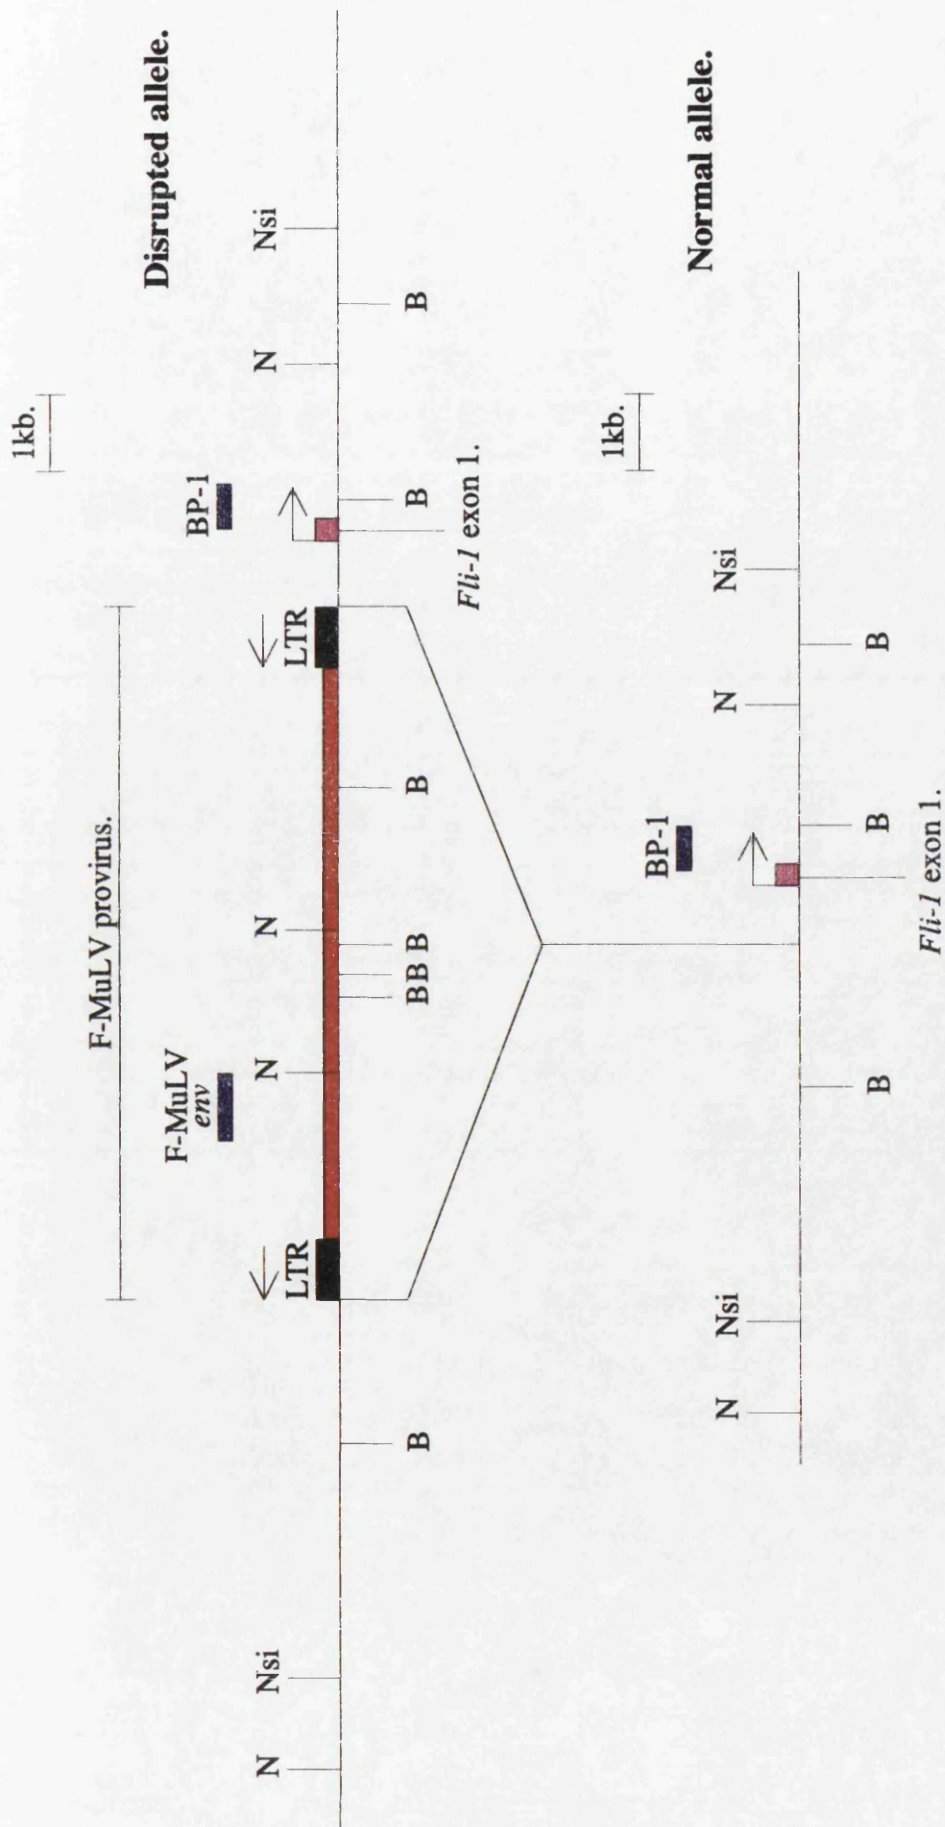 1kb.
Disrupted allele.
F-MuLV provirus.
F-MuLV
env
BP-1
LTR
LTR
N
Nsi
N
N
N
Nsi
B
BB B
B
B
B
Fli-1 exon 1.
1kb.
Normal allele.
BP-1
N
Nsi
N
Nsi
B
B
B
Fli-1 exon 1.